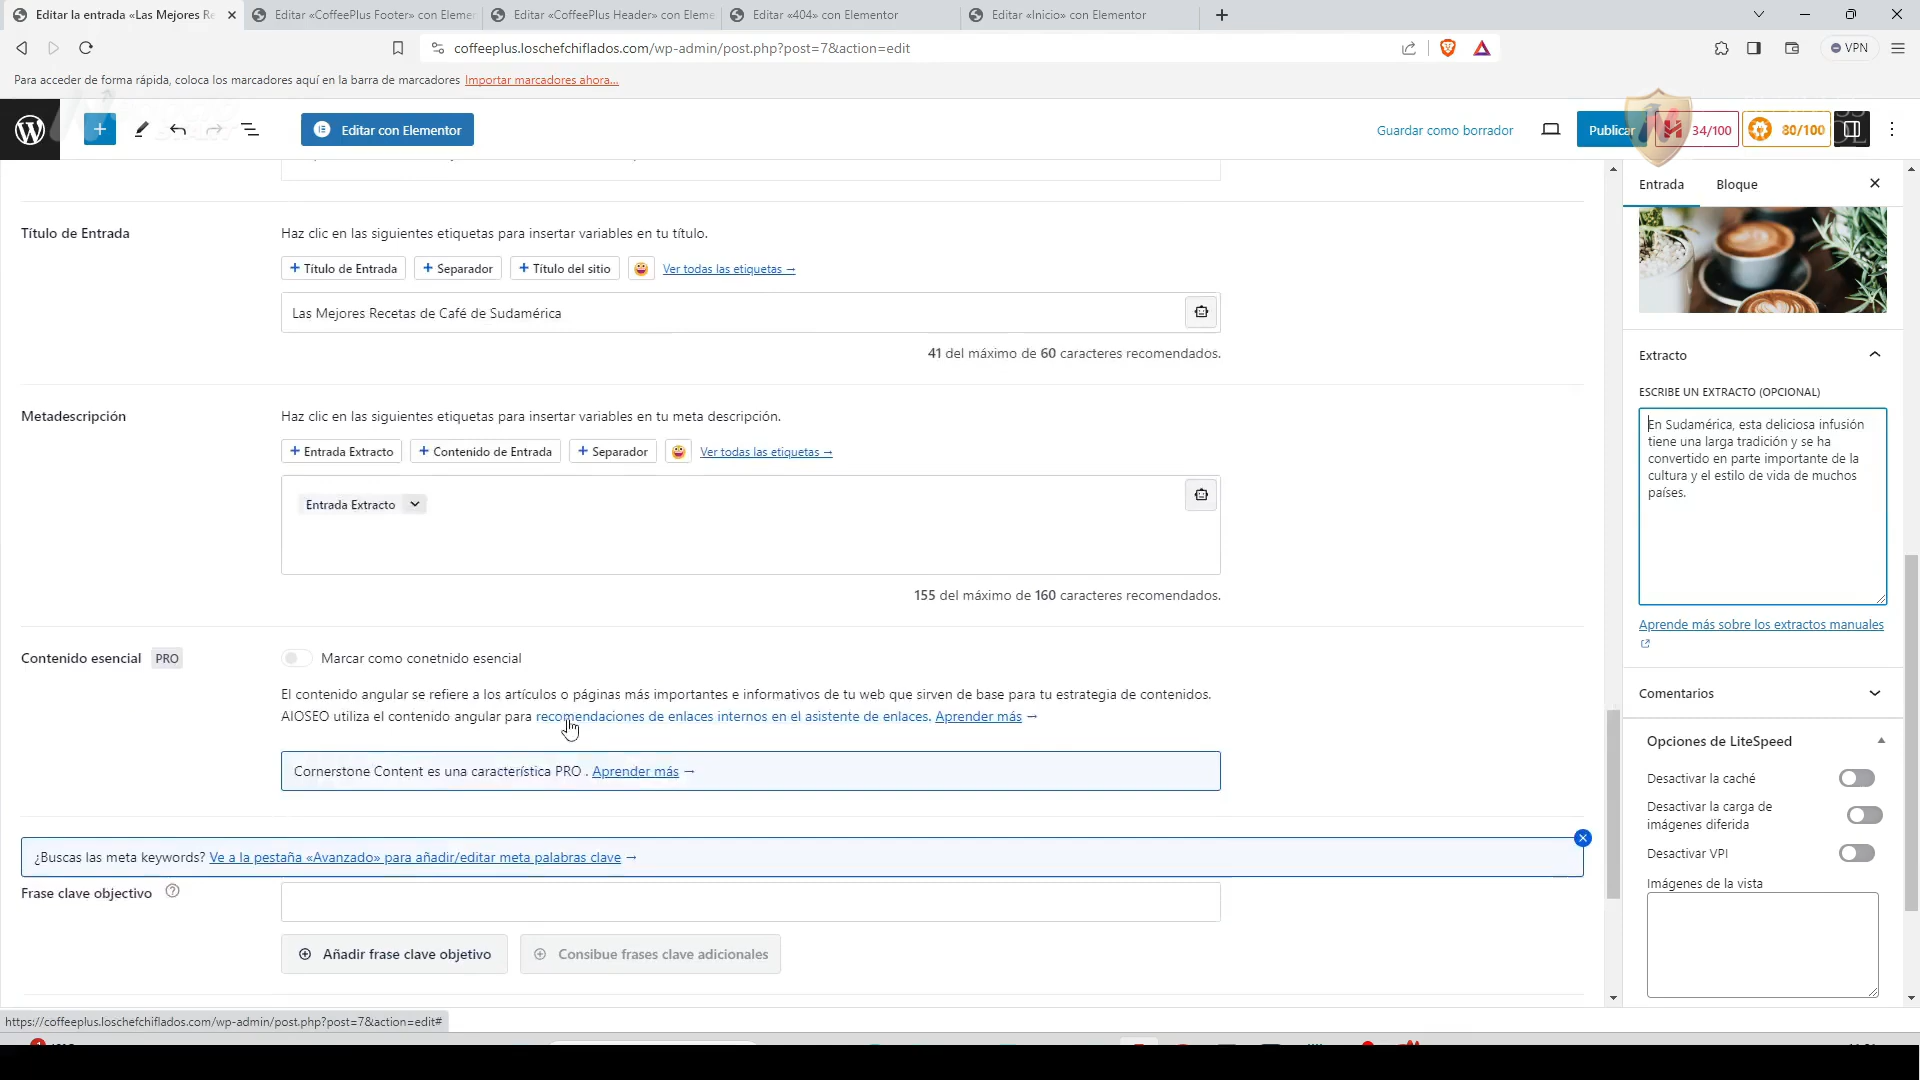 Editar la entrada «Las Mejores Re
Editar «CoffeePlus Footer» con Elemen
Editar «CoffeePlus Header» con Eleme
Editar «404» con Elementor
Editar «Inicio» con Elementor
coffeeplus.loschefchiflados.com/wp-admin/post.php?post=7&action=edit
VPN
Para acceder de forma rápida, coloca los marcadores aquí en la barra de marcadores Importar marcadores ahora...
Editar con Elementor
Guardar como borrador
Publicar
34/100
80/100
Entrada
Bloque
Título de Entrada
Haz clic en las siguientes etiquetas para insertar variables en tu título.
+ Título de Entrada
+ Separador
+ Título del sitio
Ver todas las etiquetas →
Las Mejores Recetas de Café de Sudamérica
41 del máximo de 60 caracteres recomendados.
Metadescripción
Haz clic en las siguientes etiquetas para insertar variables en tu meta descripción.
+ Entrada Extracto
+ Contenido de Entrada
+ Separador
Ver todas las etiquetas →
Entrada Extracto
155 del máximo de 160 caracteres recomendados.
Contenido esencial PRO
Marcar como conetnido esencial
El contenido angular se refiere a los artículos o páginas más importantes e informativos de tu web que sirven de base para tu estrategia de contenidos.
AIOSEO utiliza el contenido angular para recomendaciones de enlaces internos en el asistente de enlaces. Aprender más →
Cornerstone Content es una característica PRO . Aprender más →
¿Buscas las meta keywords? Ve a la pestaña «Avanzado» para añadir/editar meta palabras clave →
Frase clave objectivo
Añadir frase clave objetivo
Consibue frases clave adicionales
https://coffeeplus.loschefchiflados.com/wp-admin/post.php?post=7&action=edit#
Extracto
ESCRIBE UN EXTRACTO (OPCIONAL)
En Sudamérica, esta deliciosa infusión
tiene una larga tradición y se ha
convertido en parte importante de la
cultura y el estilo de vida de muchos
países.
Aprende más sobre los extractos manuales
Comentarios
Opciones de LiteSpeed
Desactivar la caché
Desactivar la carga de
imágenes diferida
Desactivar VPI
Imágenes de la vista